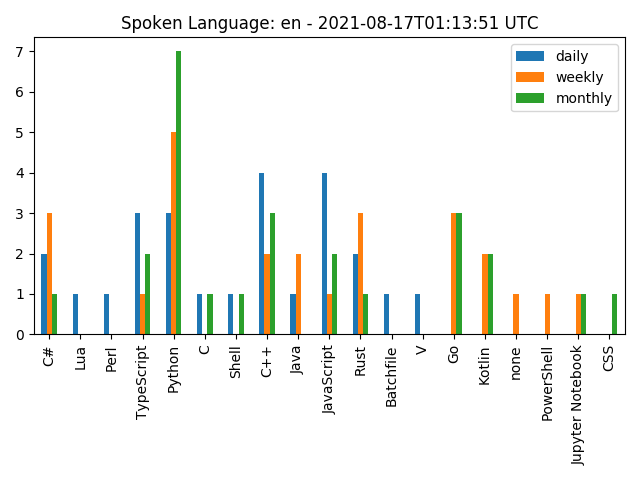 Spoken Language: en - 2021-08-17T01:13:51 UTC
daily
weekly
monthly
7
6
5
4
3
2
1
0
C#
Lua
Perl
TypeScript
Python
C
Shell
C++
Java
JavaScript
Rust
Batchfile
V
Go
Kotlin
none
PowerShell
Jupyter Notebook
CSS